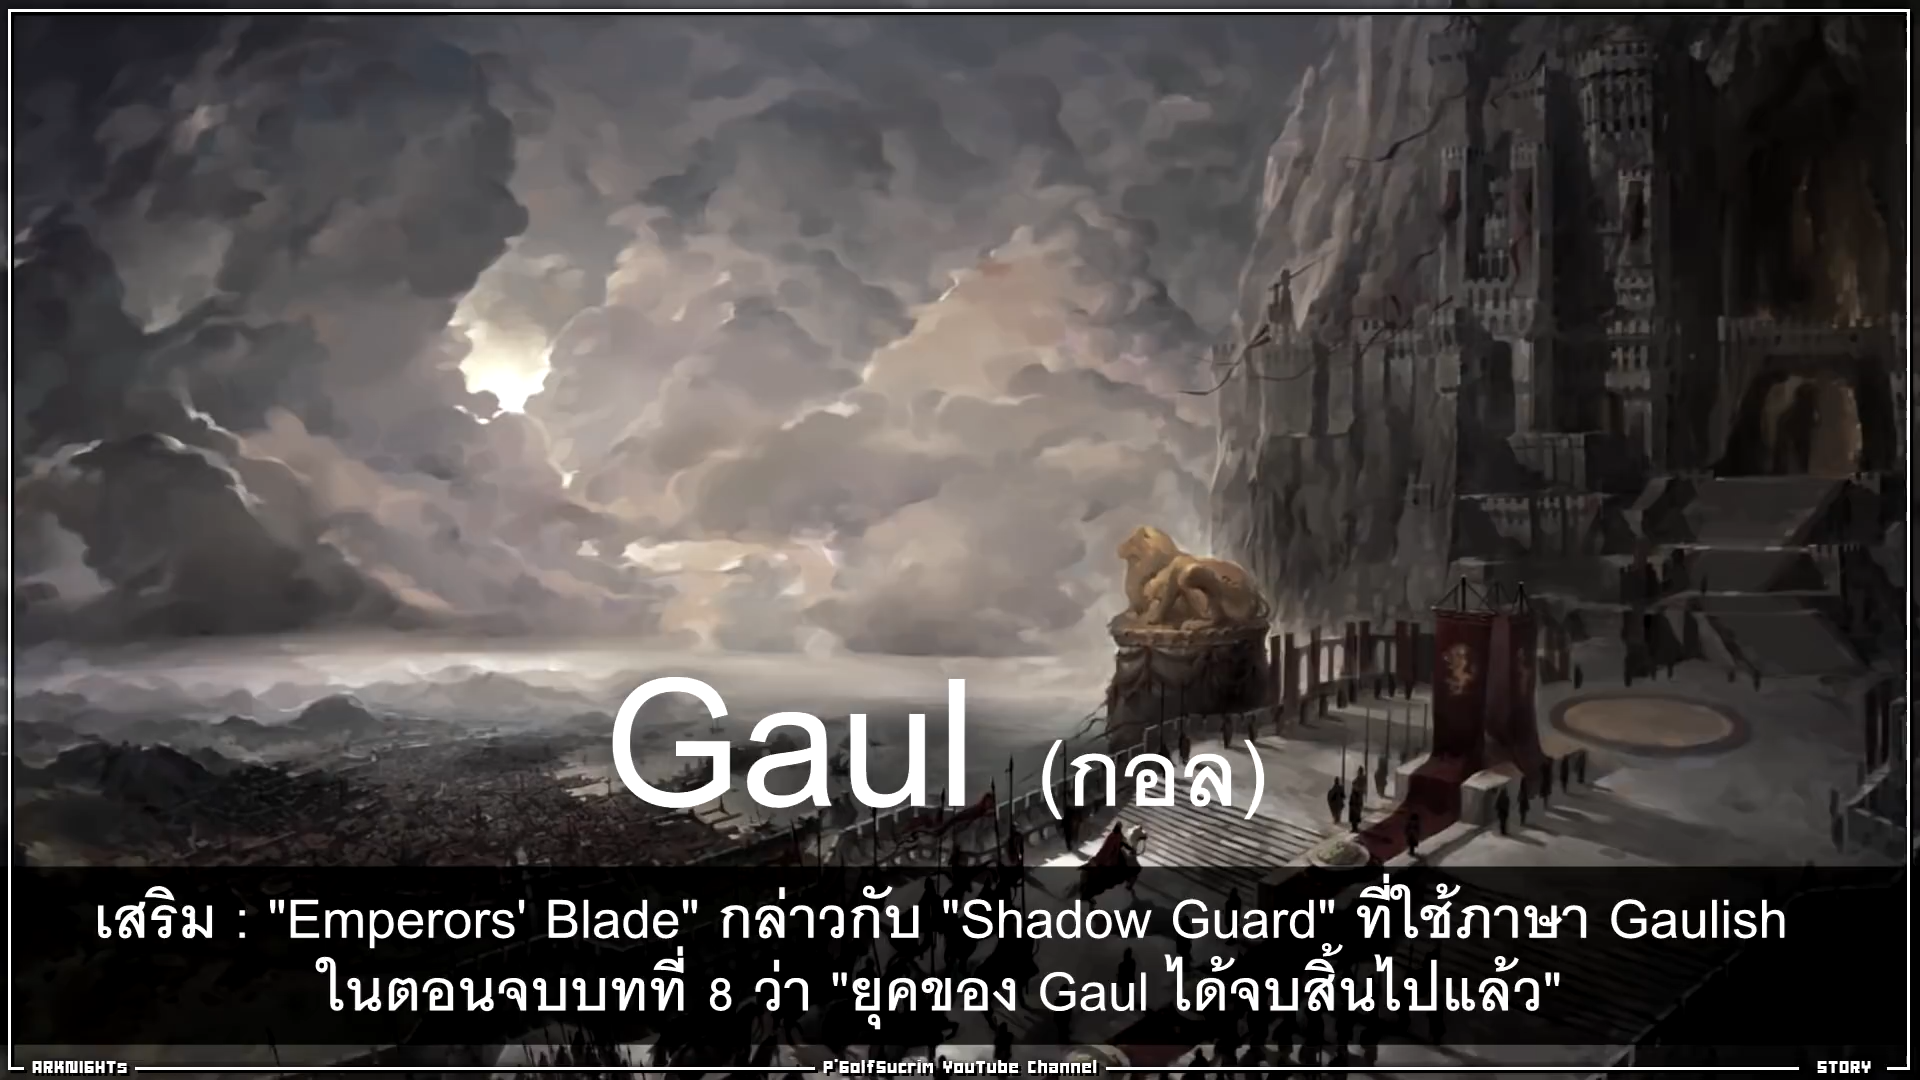 Gaul (กอล)
เสริม : "Emperors' Blade" กล่าวกับ "Shadow Guard" ที่ใช้ภาษา Gaulish
ในตอนจบบทที่ 8 ว่า "ยุคของ Gaul ได้จบสิ้นไปแล้ว"
ARKNIGHTS P'GolfSucrim YouTube Channel STORY